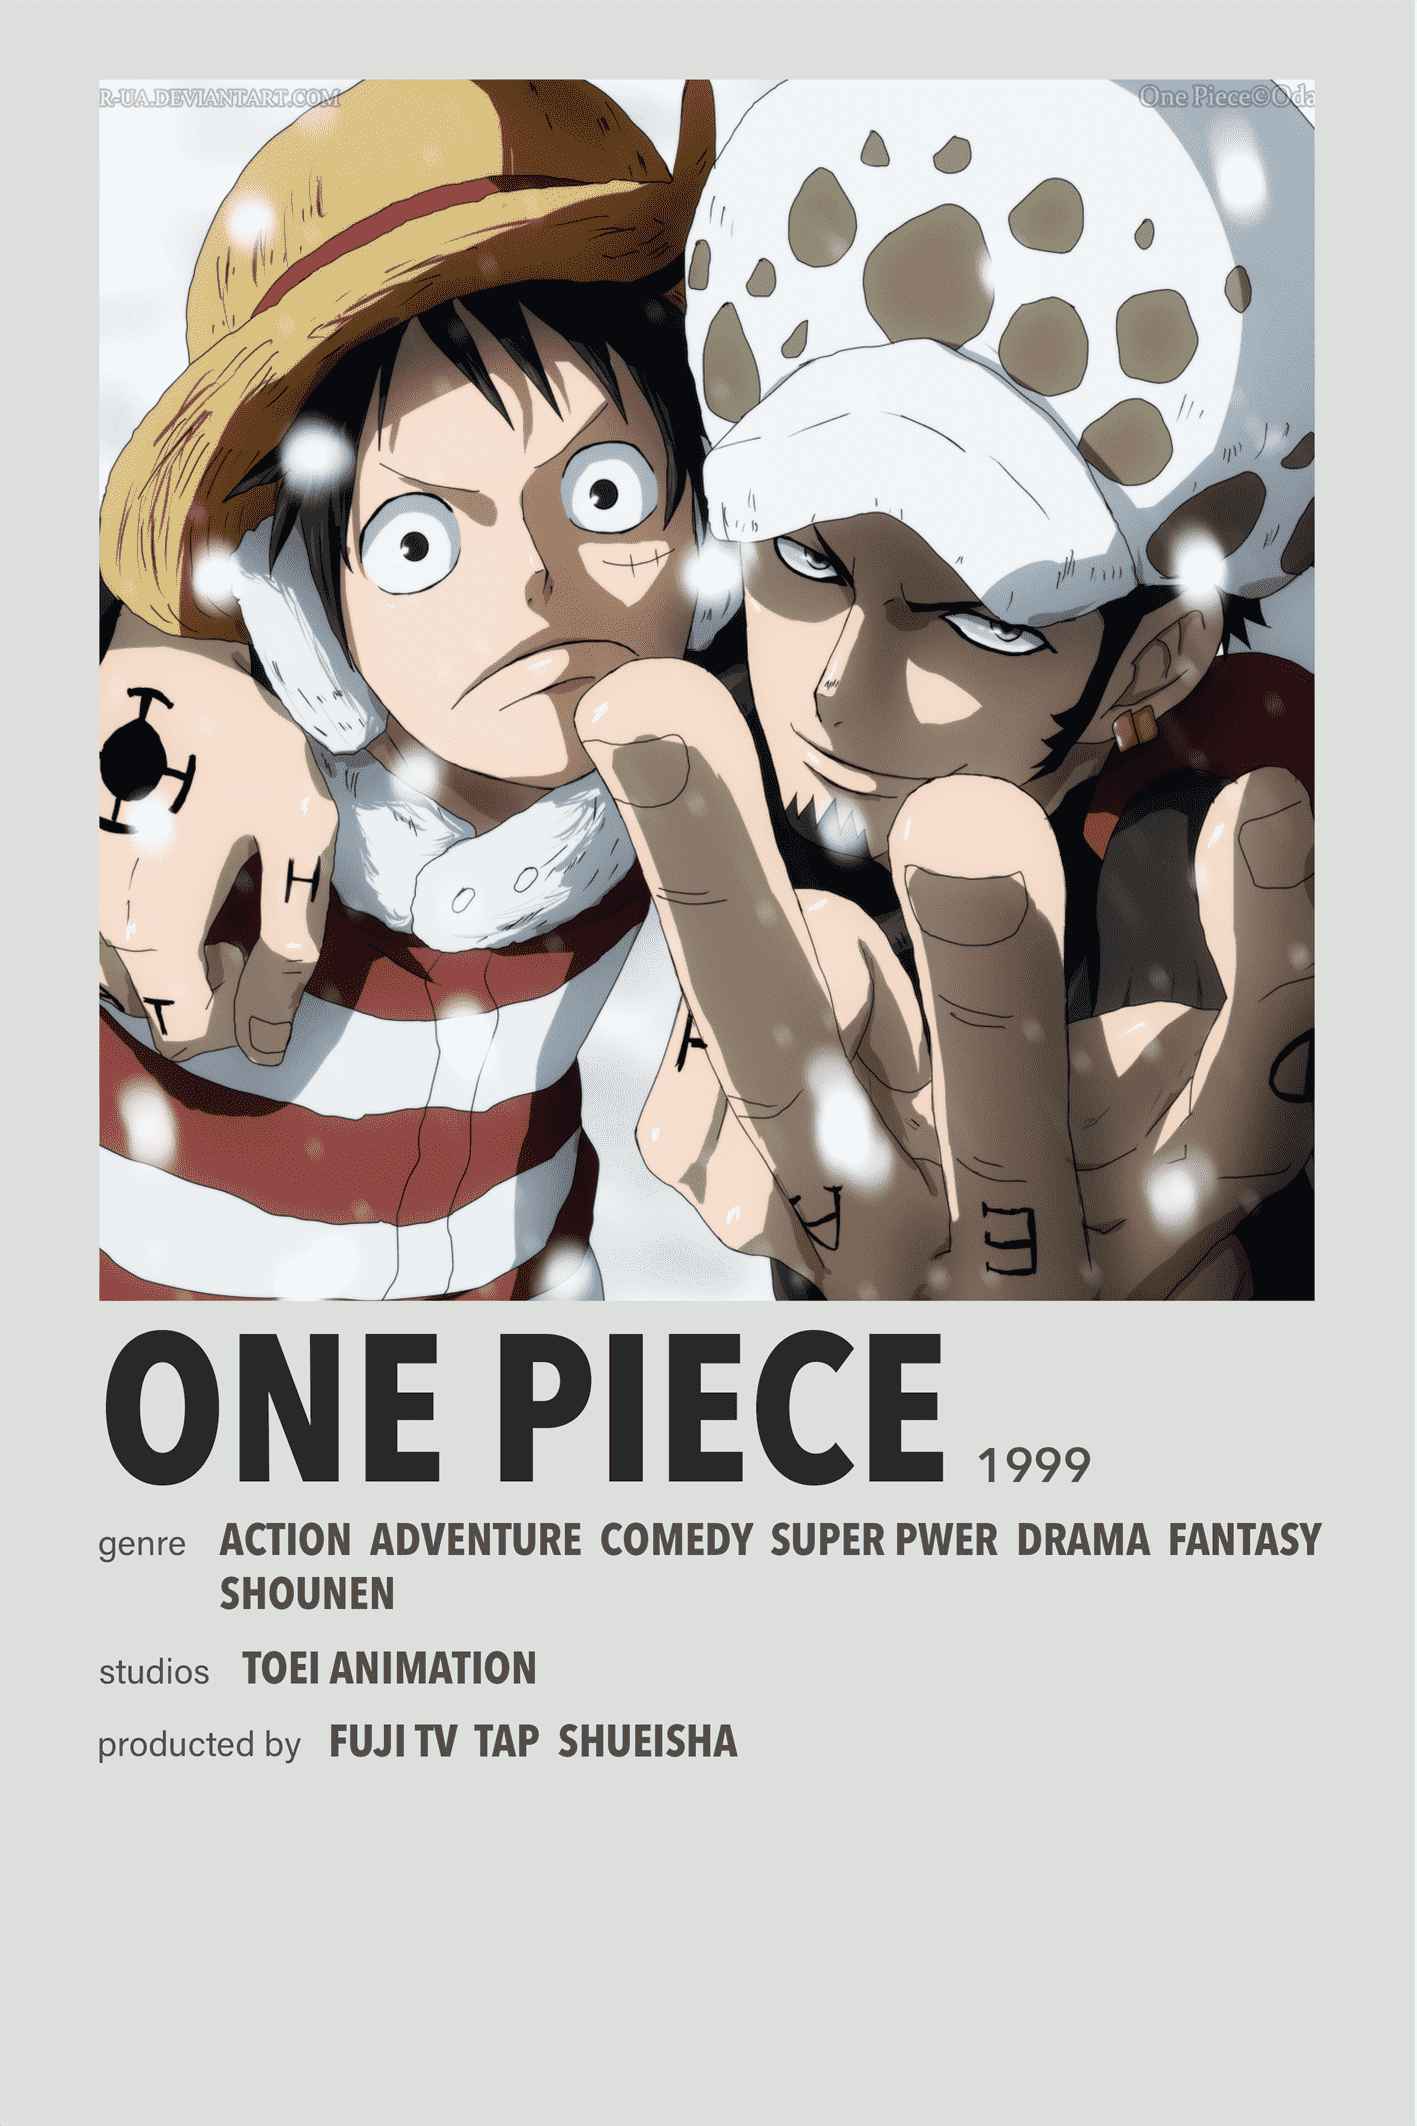 R-UA.DEVIANTART.COM
One Piece©Oda
H
T
A
A
E
O
ONE PIECE 1999
genre ACTION ADVENTURE COMEDY SUPER PWER DRAMA FANTASY
SHOUNEN
studios TOEI ANIMATION
producted by FUJI TV TAP SHUEISHA